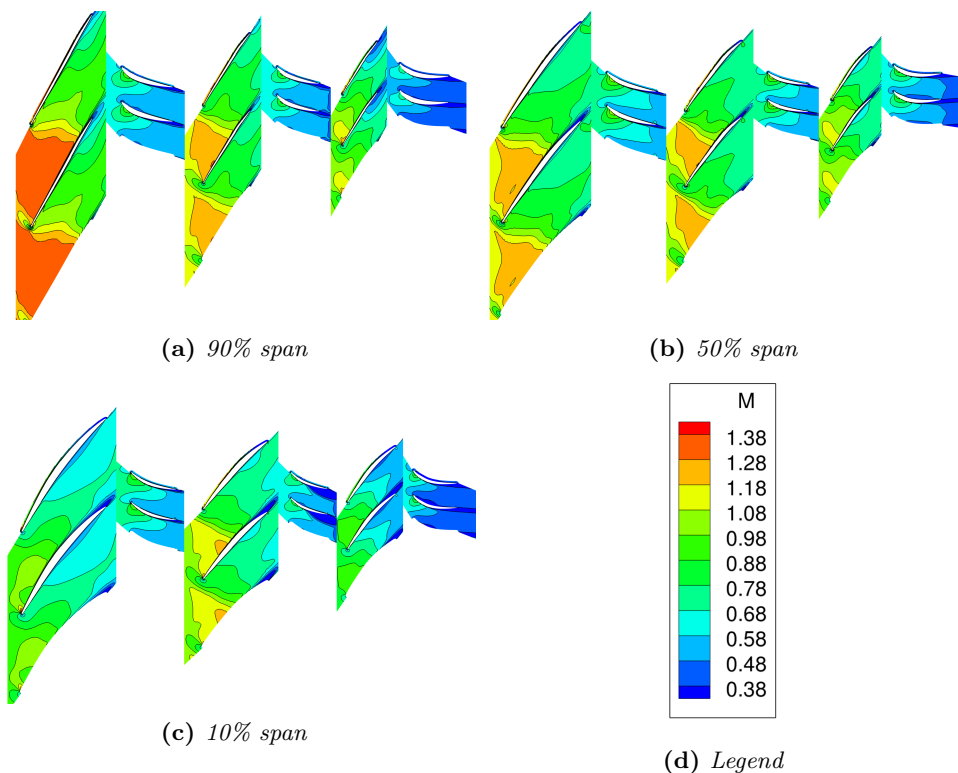 (a) 90% span
(b) 50% span
M
1.38
1.28
1.18
1.08
0.98
0.88
0.78
0.68
0.58
0.48
0.38
(c) 10% span
(d) Legend